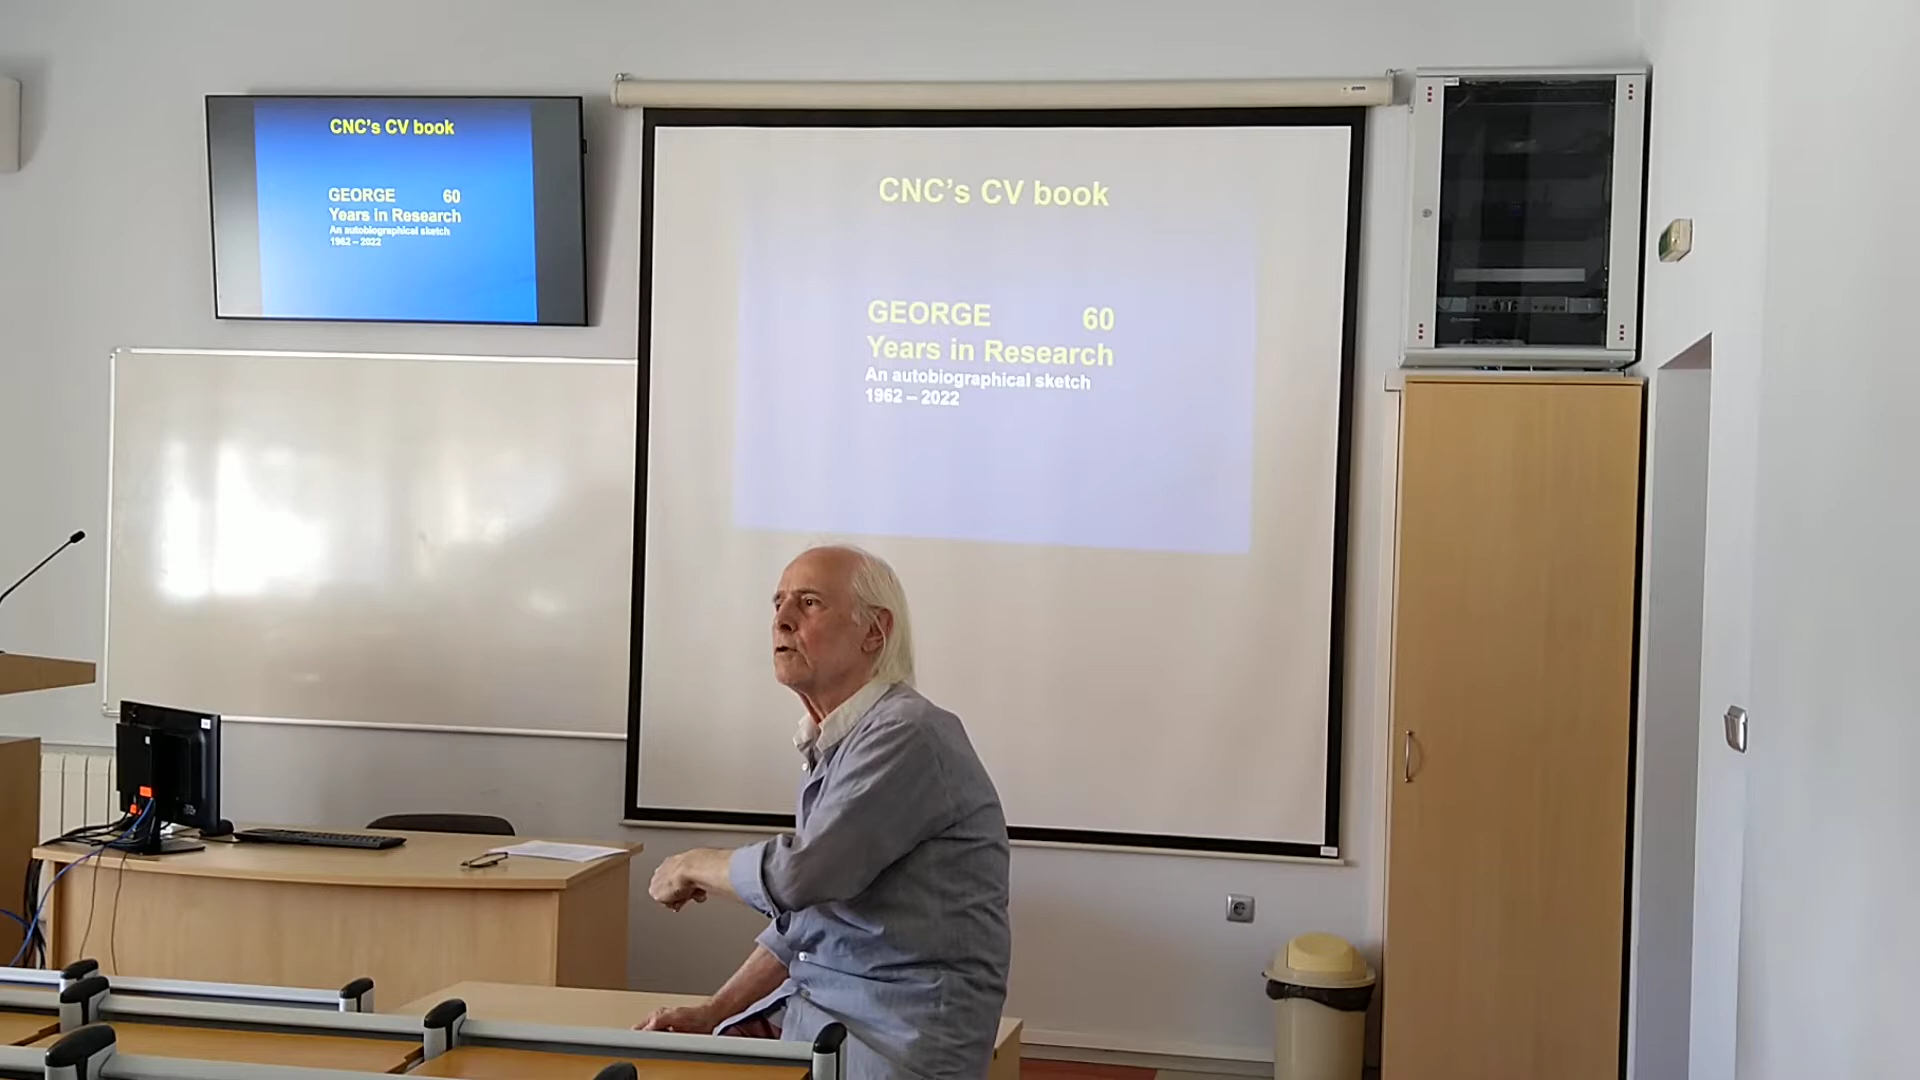 CNC's CV book
GEORGE 60
Years in Research
An autobiographical sketch
1962 – 2022
CNC's CV book
GEORGE 60
Years in Research
An autobiographical sketch
1962 – 2022